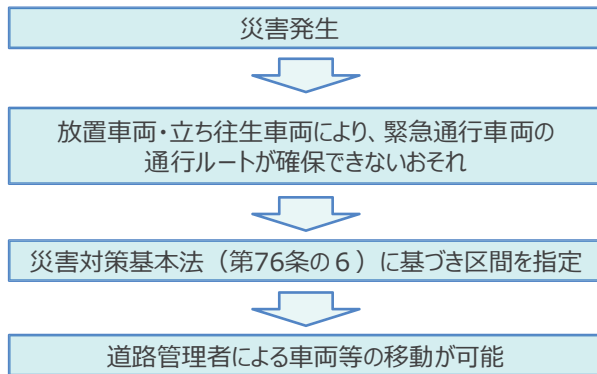 災害発生
放置車両・立ち往生車両により、緊急通行車両の
通行ルートが確保できないおそれ
災害対策基本法（第76条の６）に基づき区間を指定
道路管理者による車両等の移動が可能